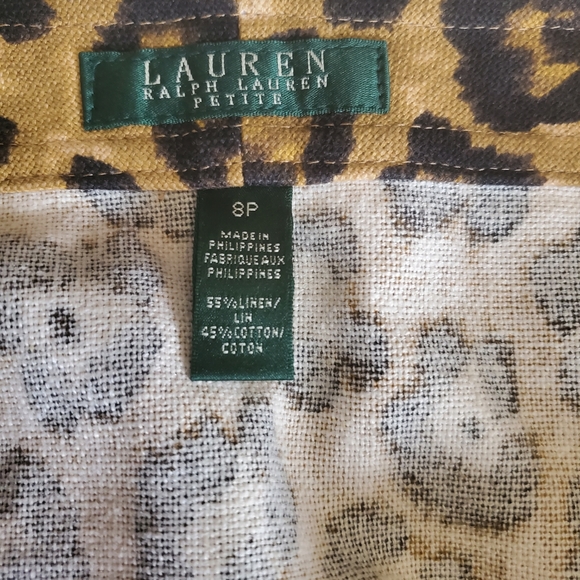 LAUREN
RALPH LAUREN
PETITE
8P
MADE IN
PHILIPPINES
FABRIQUE AUX
PHILIPPINES
55%LINEN/
LIN
45%COTTON/
COTON